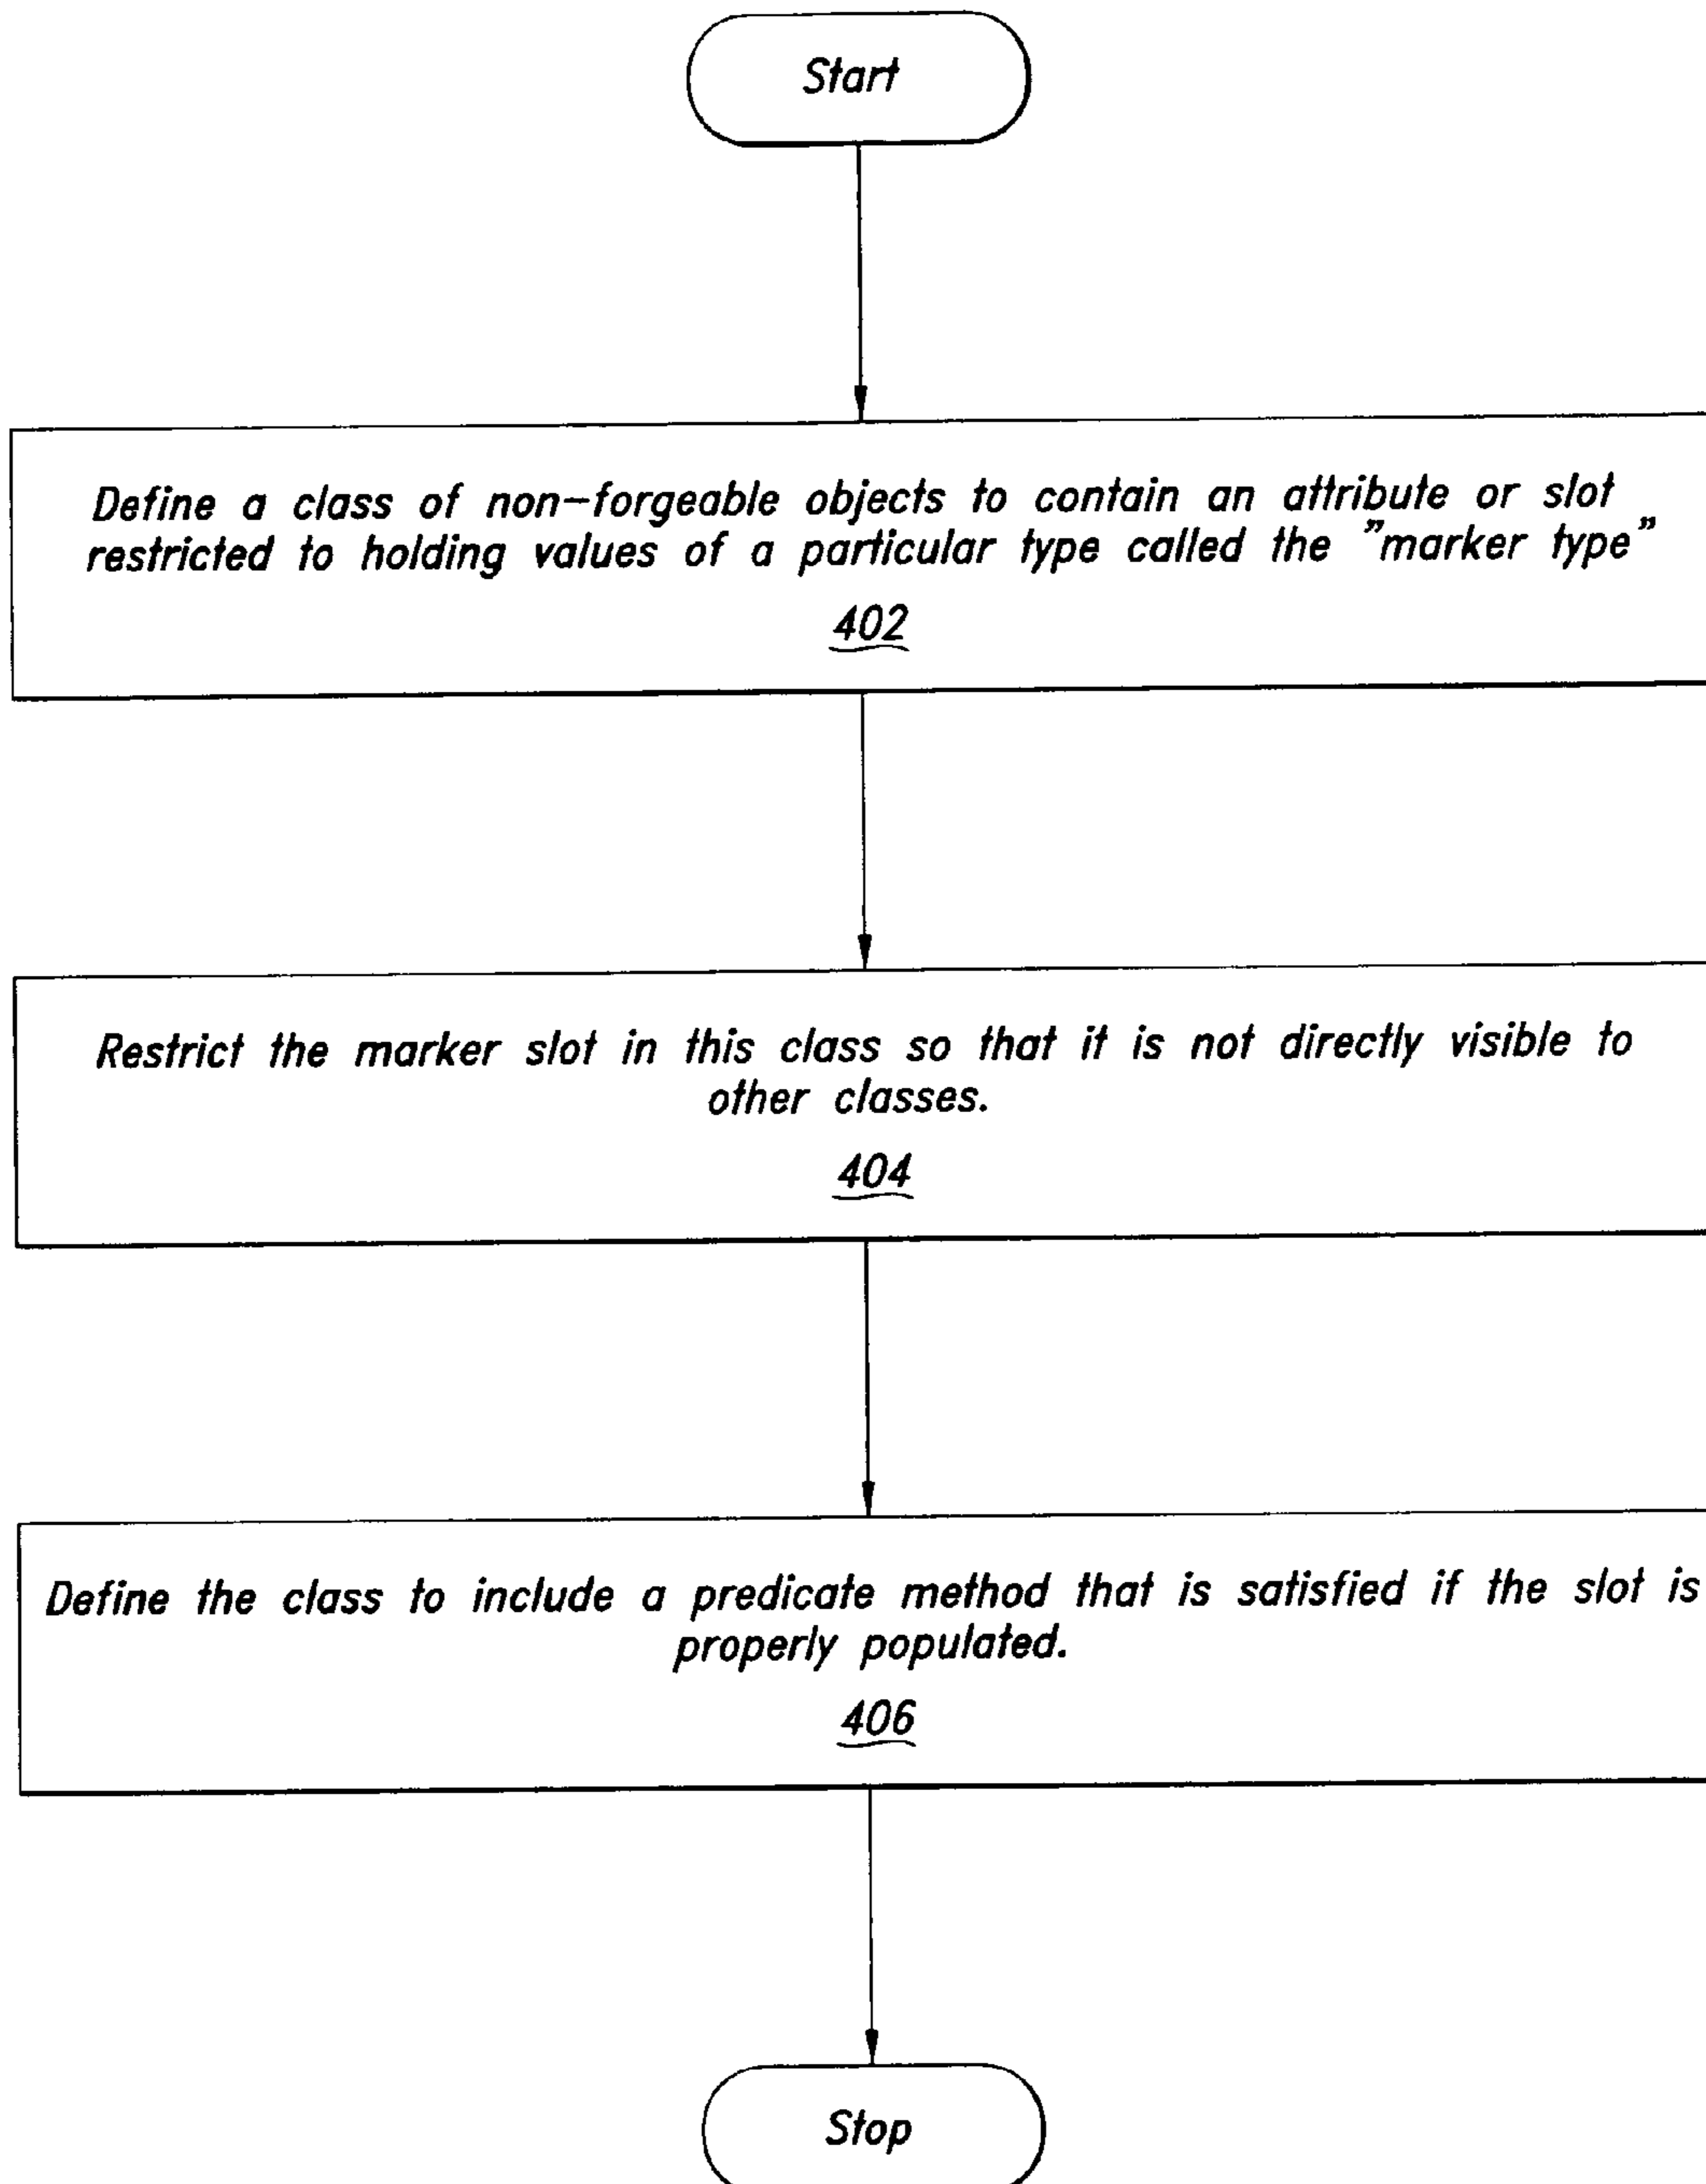 Start
Define a class of non-forgeable objects to contain an attribute or slot
restricted to holding values of a particular type called the "marker type"
402
Restrict the marker slot in this class so that it is not directly visible to
other classes.
404
Define the class to include a predicate method that is satisfied if the slot is
properly populated.
406
Stop